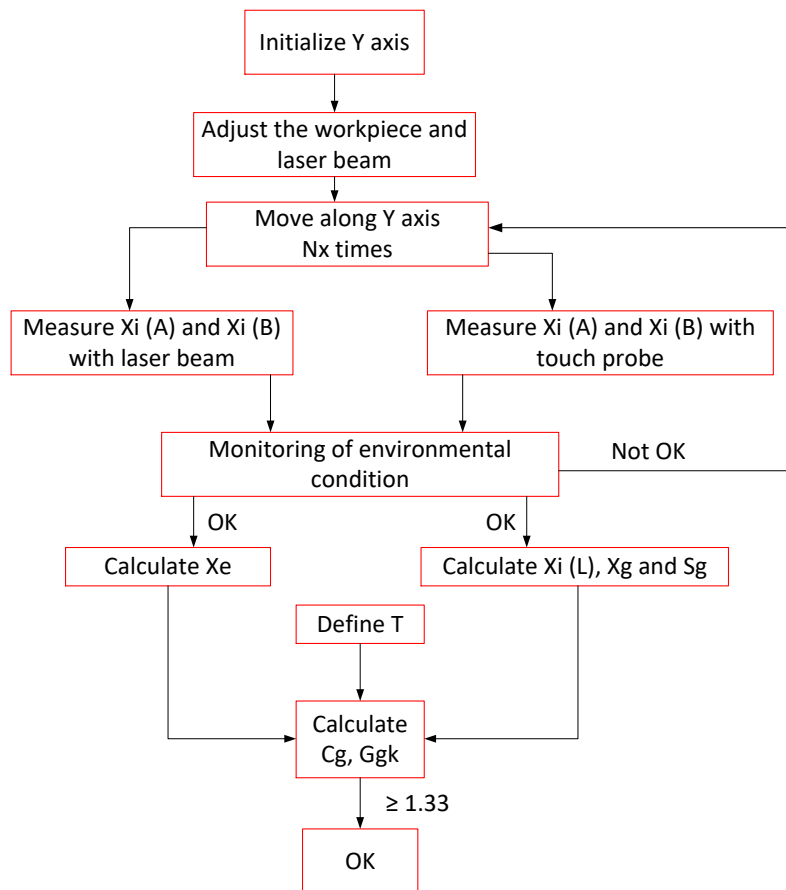 Initialize Y axis
Adjust the workpiece and
laser beam
Move along Y axis
Nx times
Measure Xi (A) and Xi (B)
with laser beam
Measure Xi (A) and Xi (B) with
touch probe
Monitoring of environmental
condition
Not OK
OK
OK
Calculate Xe
Calculate Xi (L), Xg and Sg
Define T
Calculate
Cg, Ggk
≥ 1.33
OK